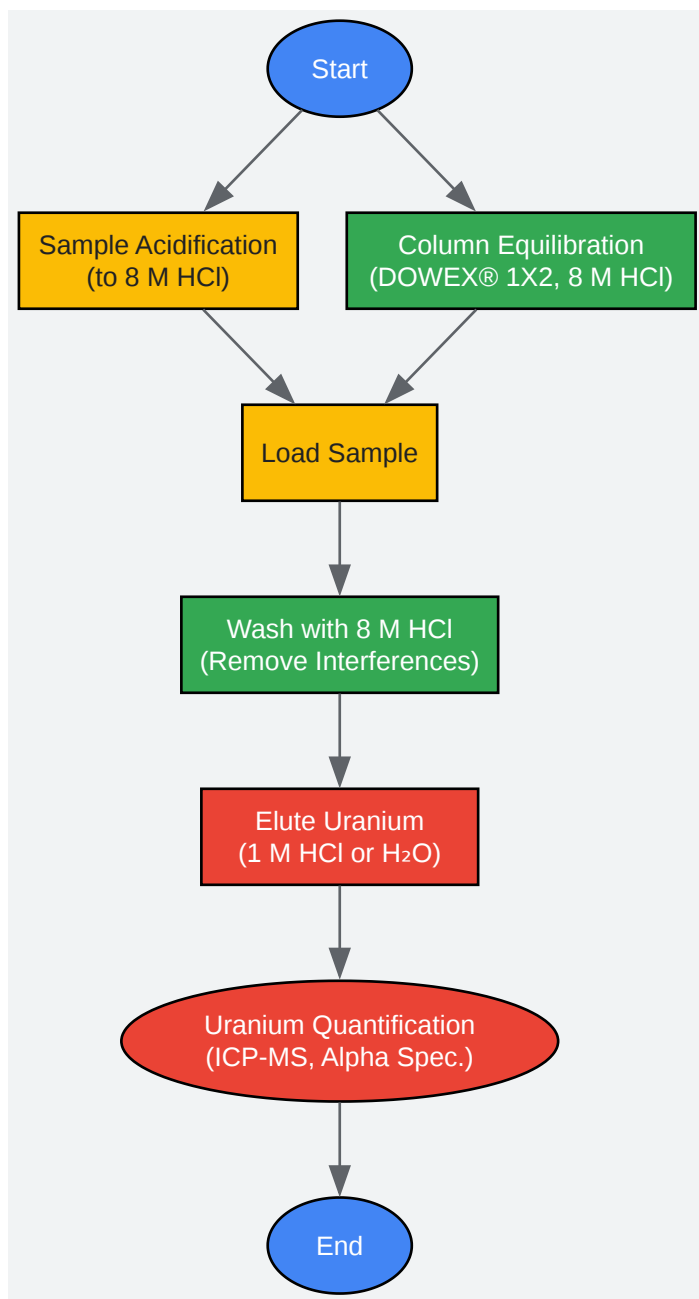 Start
Sample Acidification
(to 8 M HCl)
Column Equilibration
(DOWEX® 1X2, 8 M HCl)
Load Sample
Wash with 8 M HCl
(Remove Interferences)
Elute Uranium
(1 M HCl or H₂O)
Uranium Quantification
(ICP-MS, Alpha Spec.)
End